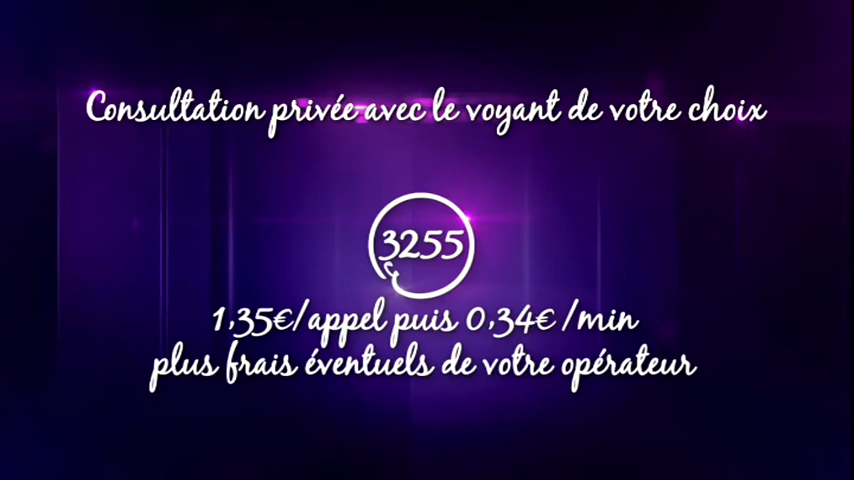 Consultation privée avec le voyant de votre choix
3255
1,35€/appel puis 0,34€ /min
plus frais éventuels de votre opérateur